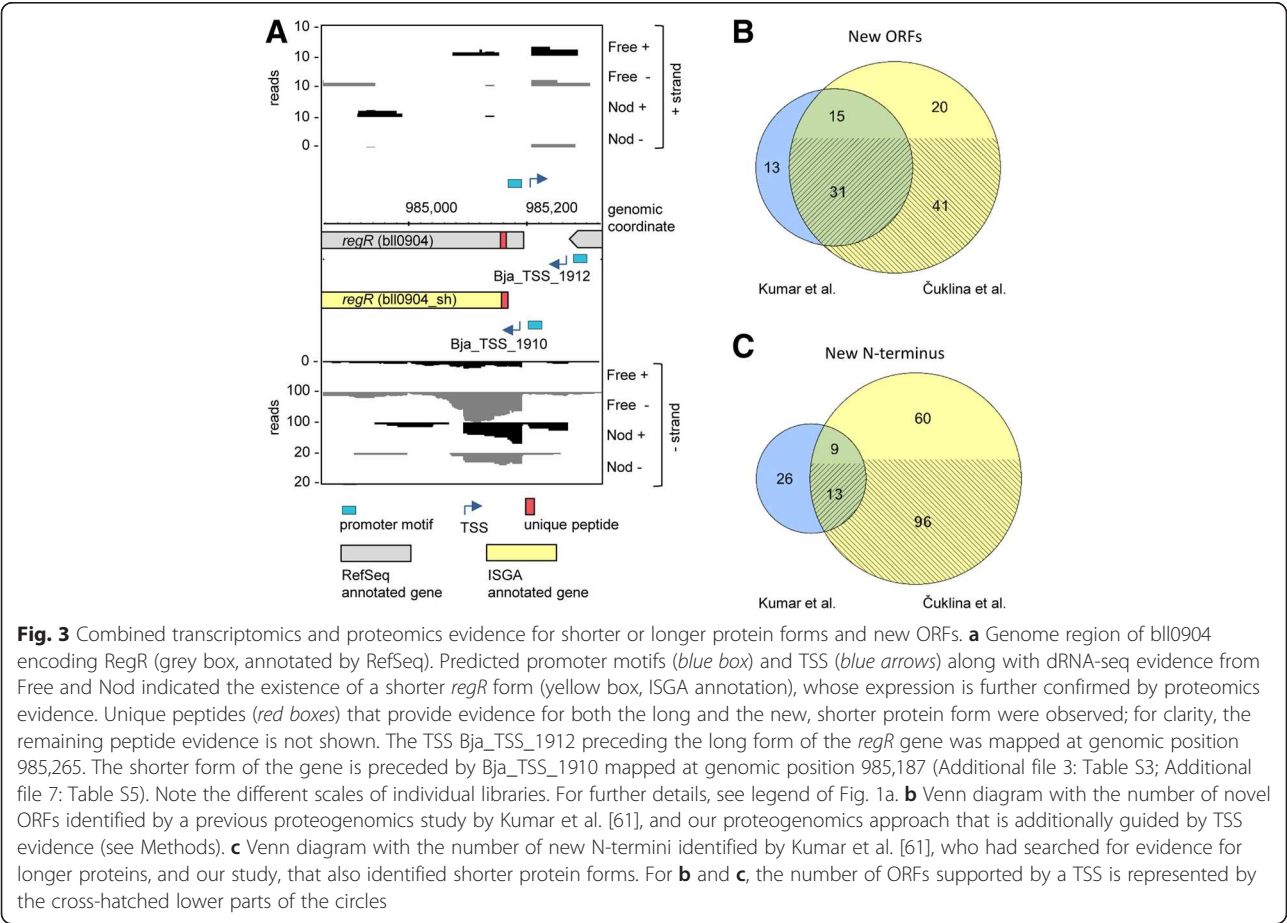 A
10 -
10 -
10 -
10 -
0 -
reads
Free +
Free -
Nod +
Nod -
+ strand
985,000
985,200
genomic
coordinate
regR (bll0904)
Bja_TSS_1912
regR (bll0904_sh)
Bja_TSS_1910
0 -
100 -
100 -
20 -
20 -
reads
Free +
Free -
Nod +
Nod -
- strand
promoter motif
TSS
unique peptide
RefSeq
annotated gene
ISGA
annotated gene
B
New ORFs
15
20
13
31
41
Kumar et al.
Čuklina et al.
C
New N-terminus
60
9
26
13
96
Kumar et al.
Čuklina et al.
Fig. 3 Combined transcriptomics and proteomics evidence for shorter or longer protein forms and new ORFs. a Genome region of bll0904
encoding RegR (grey box, annotated by RefSeq). Predicted promoter motifs (blue box) and TSS (blue arrows) along with dRNA-seq evidence from
Free and Nod indicated the existence of a shorter regR form (yellow box, ISGA annotation), whose expression is further confirmed by proteomics
evidence. Unique peptides (red boxes) that provide evidence for both the long and the new, shorter protein form were observed; for clarity, the
remaining peptide evidence is not shown. The TSS Bja_TSS_1912 preceding the long form of the regR gene was mapped at genomic position
985,265. The shorter form of the gene is preceded by Bja_TSS_1910 mapped at genomic position 985,187 (Additional file 3: Table S3; Additional
file 7: Table S5). Note the different scales of individual libraries. For further details, see legend of Fig. 1a. b Venn diagram with the number of novel
ORFs identified by a previous proteogenomics study by Kumar et al. [61], and our proteogenomics approach that is additionally guided by TSS
evidence (see Methods). c Venn diagram with the number of new N-termini identified by Kumar et al. [61], who had searched for evidence for
longer proteins, and our study, that also identified shorter protein forms. For b and c, the number of ORFs supported by a TSS is represented by
the cross-hatched lower parts of the circles